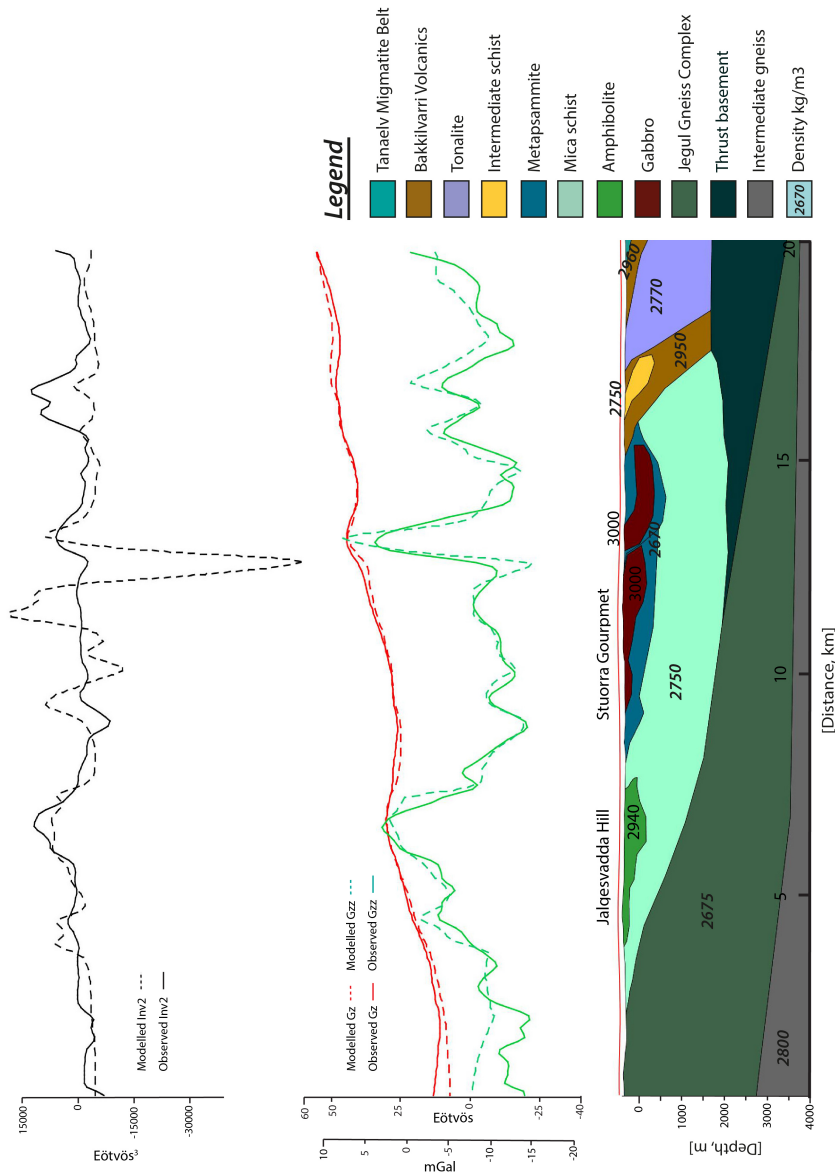 15000
0
-15000
-30000
Eötvös³
Modelled Inv2
Observed Inv2
60
50
25
0
-25
-40
Eötvös
10
5
0
-5
-10
-15
-20
mGal
Modelled Gz
Modelled Gzz
Observed Gz
Observed Gzz
Jalqesvadda Hill
Stuorra Gourpmet
3000
2750
2960
2940
3000
2670
2950
2770
2750
2675
2800
0
1000
2000
3000
4000
[Depth, m]
5
10
15
20
[Distance, km]
Legend
Tanaelv Migmatite Belt
Bakkilvarri Volcanics
Tonalite
Intermediate schist
Metapsammite
Mica schist
Amphibolite
Gabbro
Jegul Gneiss Complex
Thrust basement
Intermediate gneiss
2670 Density kg/m3